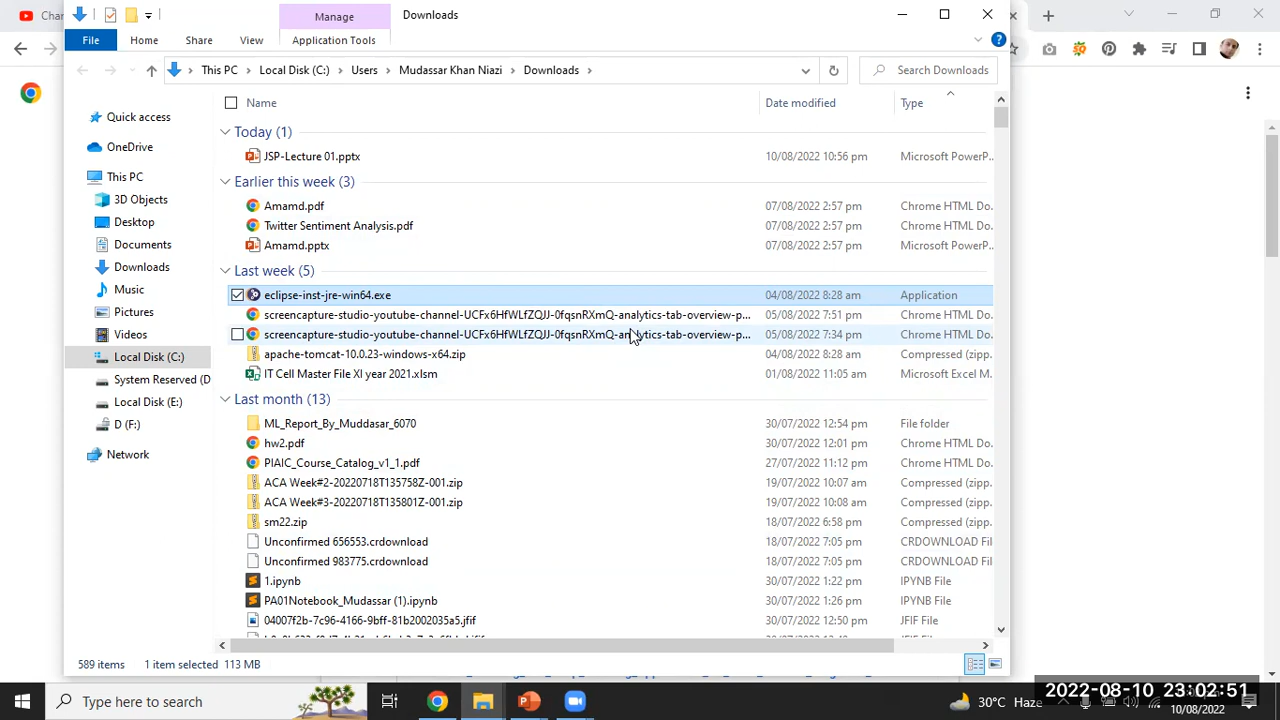 Chan
Manage
Downloads
File
Home
Share
View
Application Tools
This PC
Local Disk (C:)
Users
Mudassar Khan Niazi
Downloads
Search Downloads
Name
Date modified
Type
Quick access
OneDrive
This PC
3D Objects
Desktop
Documents
Downloads
Music
Pictures
Videos
Local Disk (C:)
System Reserved (D
Local Disk (E:)
D (F:)
Network
Today (1)
JSP-Lecture 01.pptx 10/08/2022 10:56 pm Microsoft PowerP...
Earlier this week (3)
Amamd.pdf 07/08/2022 2:57 pm Chrome HTML Do...
Twitter Sentiment Analysis.pdf 07/08/2022 2:57 pm Chrome HTML Do...
Amamd.pptx 07/08/2022 2:57 pm Microsoft PowerP...
Last week (5)
eclipse-inst-jre-win64.exe 04/08/2022 8:28 am Application
screencapture-studio-youtube-channel-UCFx6HfWLfZQJJ-0fqsnRXmQ-analytics-tab-overview-p... 05/08/2022 7:51 pm Chrome HTML Do...
screencapture-studio-youtube-channel-UCFx6HfWLfZQJJ-0fqsnRXmQ-analytics-tab-overview-p... 05/08/2022 7:34 pm Chrome HTML Do...
apache-tomcat-10.0.23-windows-x64.zip 04/08/2022 8:28 am Compressed (zipp...
IT Cell Master File XI year 2021.xlsm 01/08/2022 11:05 am Microsoft Excel M...
Last month (13)
ML_Report_By_Muddasar_6070 30/07/2022 12:54 pm File folder
hw2.pdf 30/07/2022 12:01 pm Chrome HTML Do...
PIAIC_Course_Catalog_v1_1.pdf 27/07/2022 11:12 pm Chrome HTML Do...
ACA Week#2-20220718T135758Z-001.zip 19/07/2022 10:07 am Compressed (zipp...
ACA Week#3-20220718T135801Z-001.zip 19/07/2022 10:08 am Compressed (zipp...
sm22.zip 18/07/2022 6:58 pm Compressed (zipp...
Unconfirmed 656553.crdownload 18/07/2022 7:05 pm CRDOWNLOAD Fil
Unconfirmed 983775.crdownload 18/07/2022 7:05 pm CRDOWNLOAD Fil
1.ipynb 30/07/2022 1:22 pm IPYNB File
PA01Notebook_Mudassar (1).ipynb 30/07/2022 1:26 pm IPYNB File
04007f2b-7c96-4166-9bff-81b2002035a5.jfif 30/07/2022 12:50 pm JFIF File
589 items 1 item selected 113 MB
Type here to search
30°C Haze
2022-08-10 23:02:51
10/08/2022